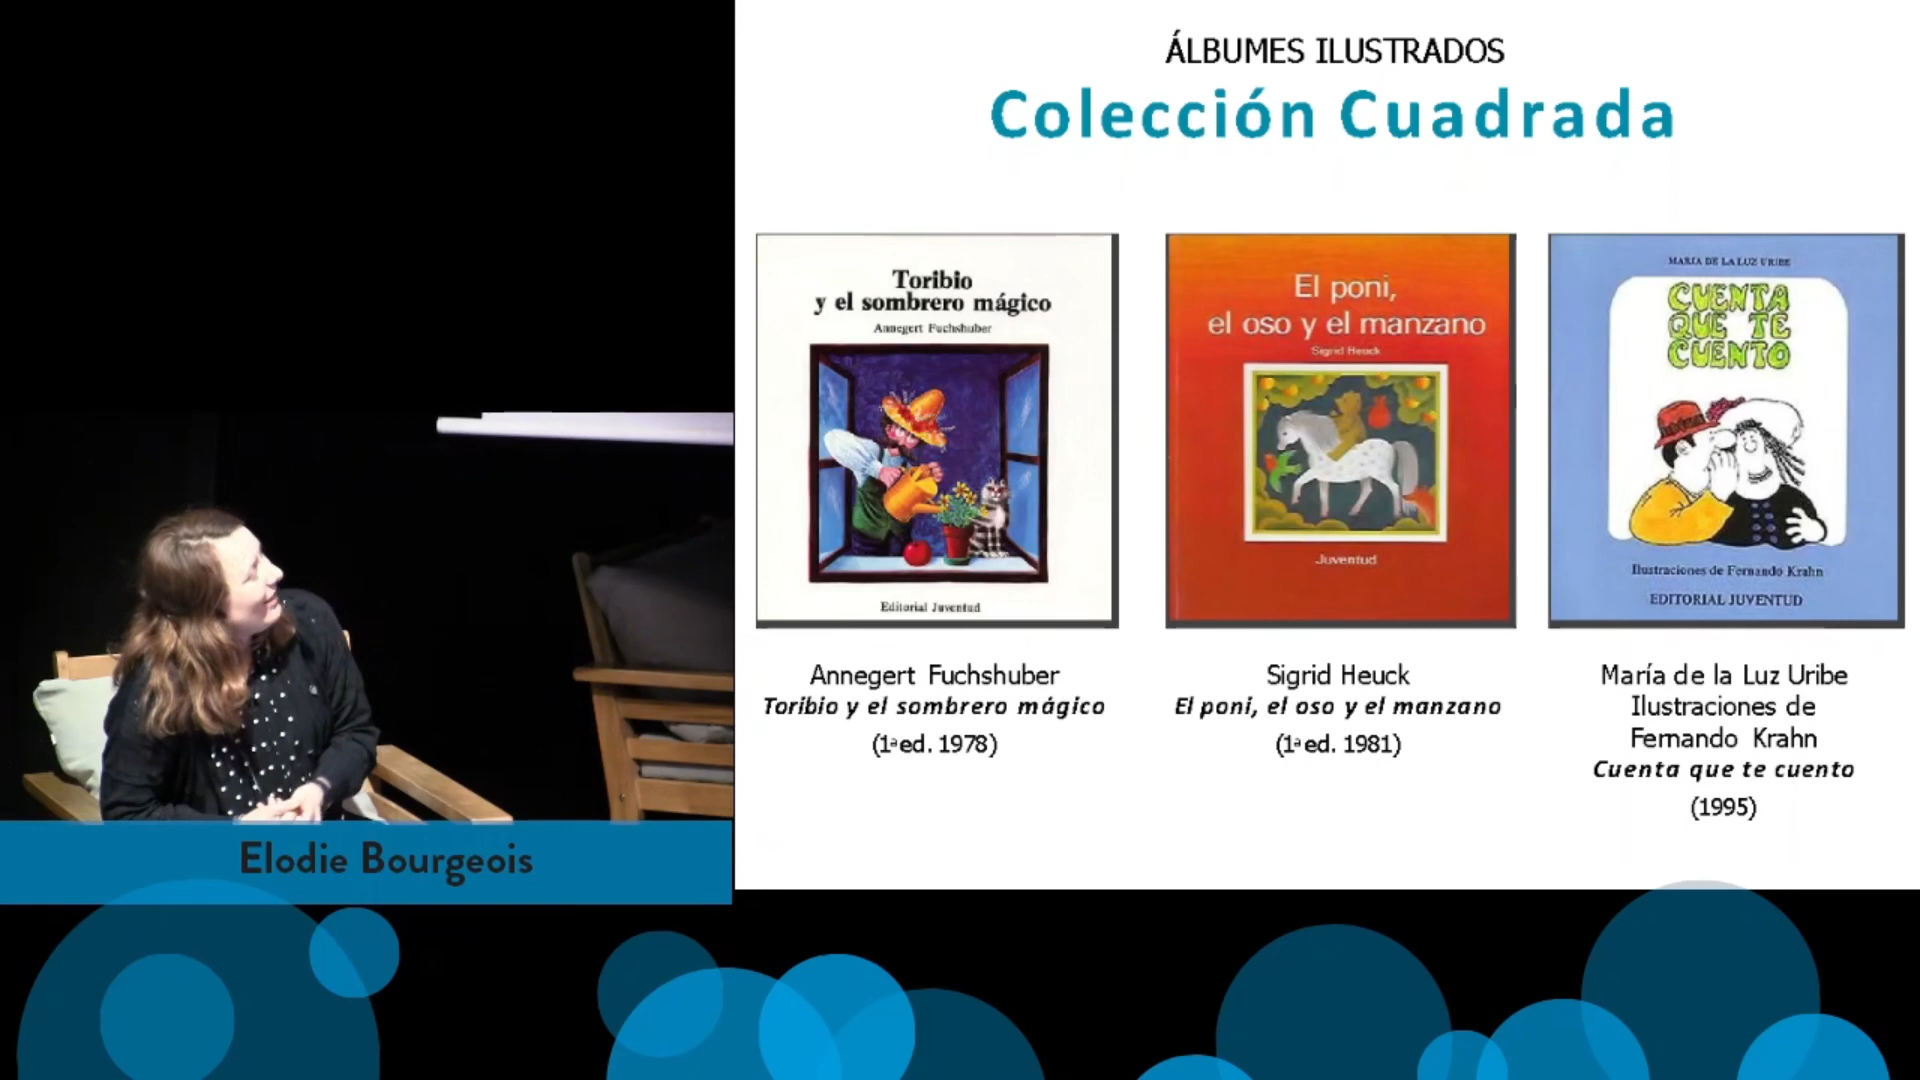 ÁLBUMES ILUSTRADOS
Colección Cuadrada
Toribio
y el sombrero mágico
Annegert Fuchshuber
Editorial Juventud
El poni,
el oso y el manzano
Sigrid Heuck
Juventud
MARÍA DE LA LUZ URIBE
CUENTA
QUE TE
CUENTO
Ilustraciones de Fernando Krahn
EDITORIAL JUVENTUD
Annegert Fuchshuber
Toribio y el sombrero mágico
(1ª ed. 1978)
Sigrid Heuck
El poni, el oso y el manzano
(1ª ed. 1981)
María de la Luz Uribe
Ilustraciones de
Fernando Krahn
Cuenta que te cuento
(1995)
Elodie Bourgeois